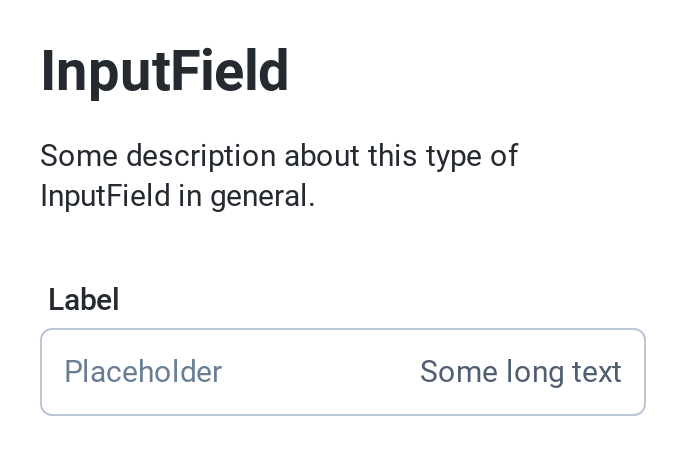 InputField
Some description about this type of
InputField in general.
Label
Placeholder Some long text